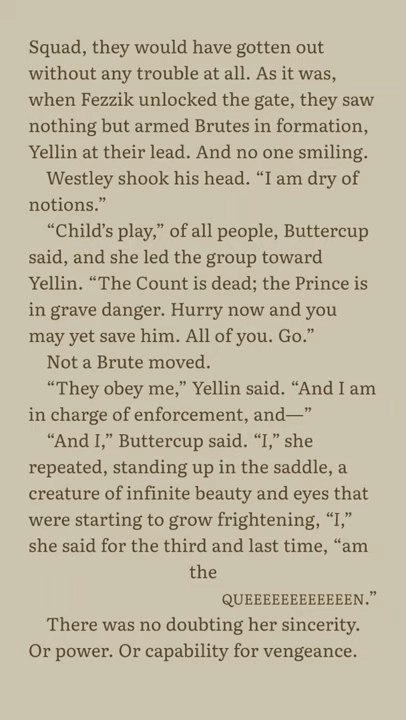 Squad, they would have gotten out
without any trouble at all. As it was,
when Fezzik unlocked the gate, they saw
nothing but armed Brutes in formation,
Yellin at their lead. And no one smiling.
Westley shook his head. “I am dry of
notions.”
“Child’s play,” of all people, Buttercup
said, and she led the group toward
Yellin. “The Count is dead; the Prince is
in grave danger. Hurry now and you
may yet save him. All of you. Go.”
Not a Brute moved.
“They obey me,” Yellin said. “And I am
in charge of enforcement, and—”
“And I,” Buttercup said. “I,” she
repeated, standing up in the saddle, a
creature of infinite beauty and eyes that
were starting to grow frightening, “I,”
she said for the third and last time, “am
the
QUEEEEEEEEEEEEN.”
There was no doubting her sincerity.
Or power. Or capability for vengeance.